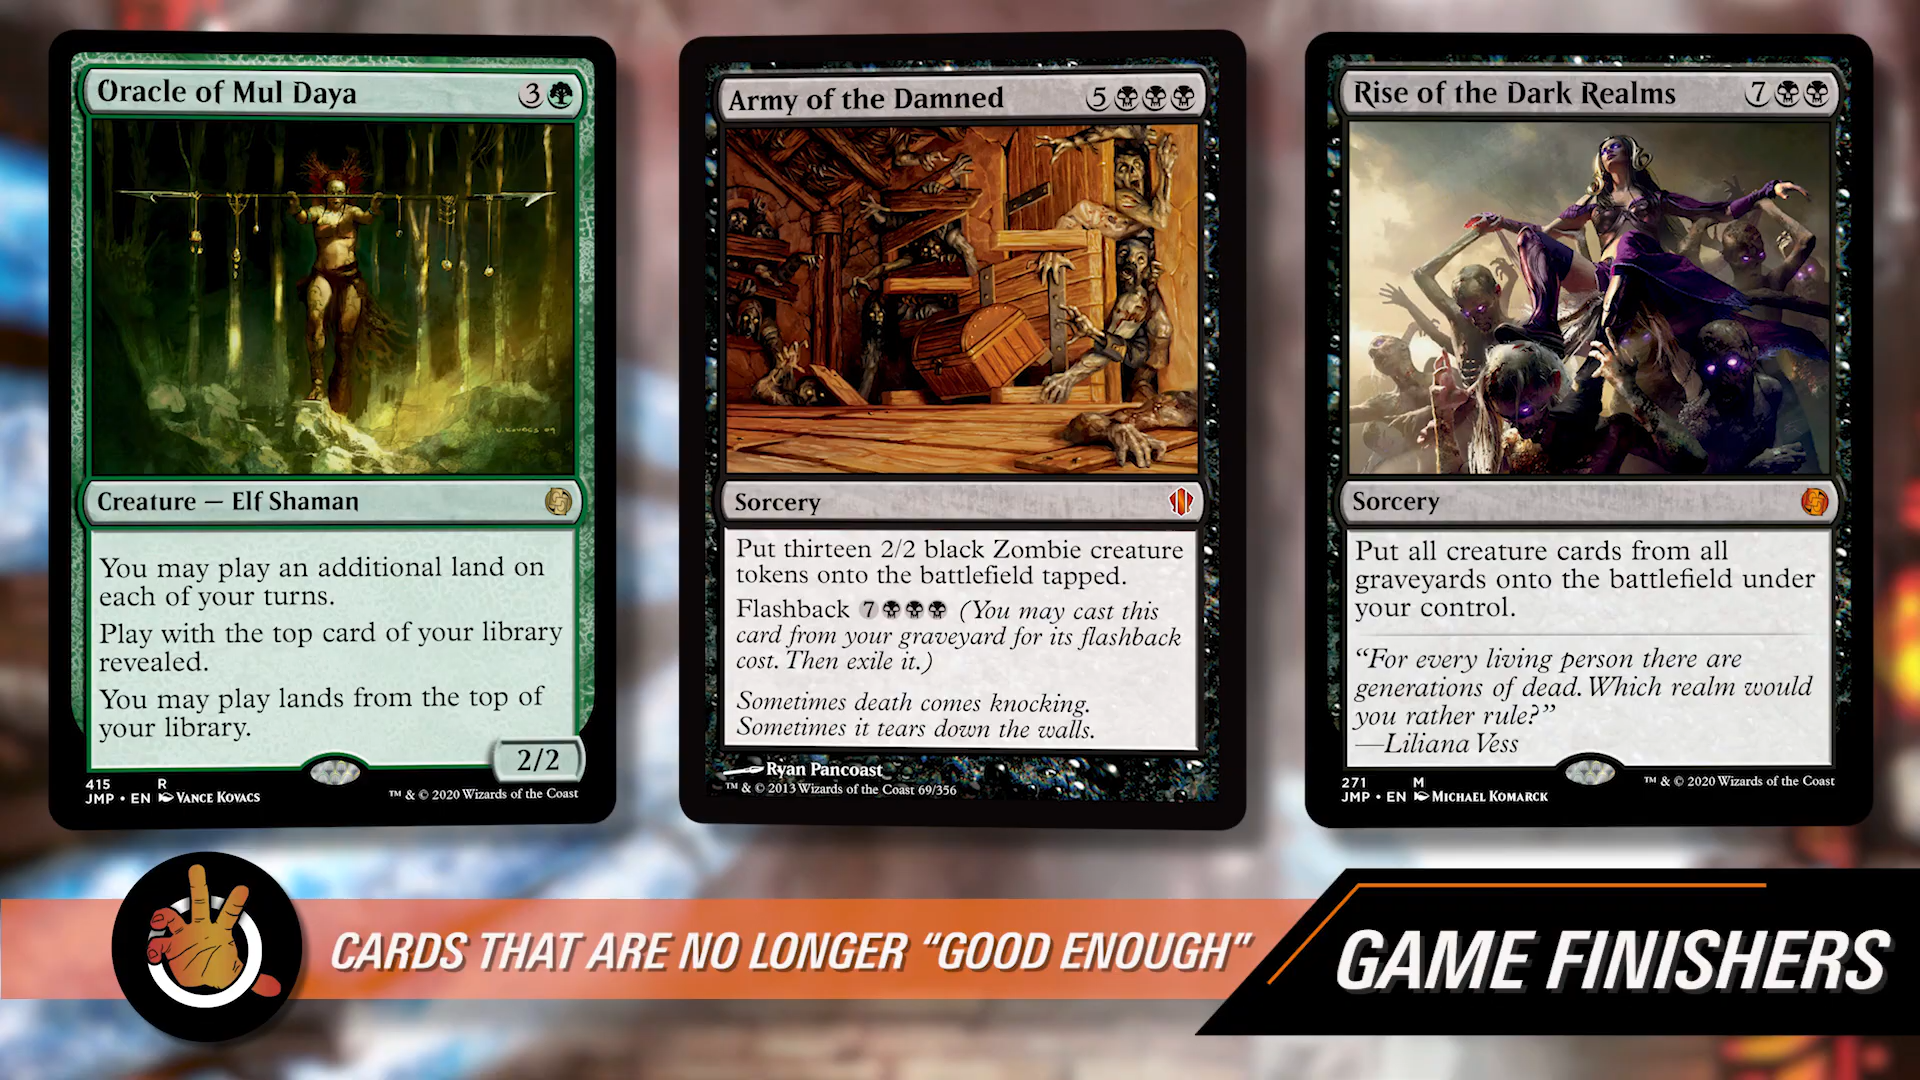 Oracle of Mul Daya 3
Creature — Elf Shaman
You may play an additional land on
each of your turns.
Play with the top card of your library
revealed.
You may play lands from the top of
your library.
2/2
415 R
JMP • EN VANCE KOVACS
™ & © 2020 Wizards of the Coast
V. KOVACS 09
Army of the Damned 5
Sorcery
Put thirteen 2/2 black Zombie creature
tokens onto the battlefield tapped.
Flashback 7 (You may cast this
card from your graveyard for its flashback
cost. Then exile it.)
Sometimes death comes knocking.
Sometimes it tears down the walls.
Ryan Pancoast
™ & © 2013 Wizards of the Coast 69/356
Rise of the Dark Realms 7
Sorcery
Put all creature cards from all
graveyards onto the battlefield under
your control.
“For every living person there are
generations of dead. Which realm would
you rather rule?”
—Liliana Vess
271 M
JMP • EN MICHAEL KOMARCK
™ & © 2020 Wizards of the Coast
CARDS THAT ARE NO LONGER “GOOD ENOUGH”
GAME FINISHERS